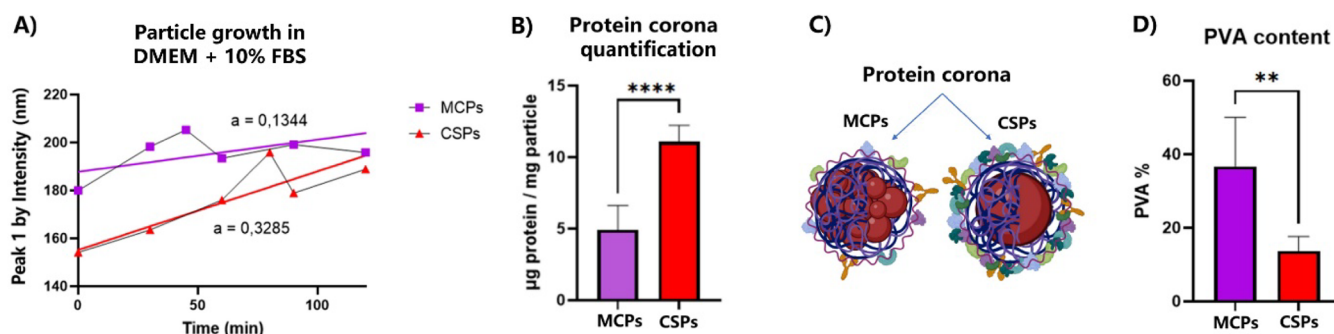 A)
Particle growth in
DMEM + 10% FBS
Peak 1 by Intensity (nm)
220
200
180
160
140
a = 0,1344
a = 0,3285
0
50
100
Time (min)
MCPs
CSPs
B)
Protein corona
quantification
µg protein / mg particle
15
10
5
0
****
MCPs
CSPs
C)
Protein corona
MCPs
CSPs
D)
PVA content
PVA %
60
40
20
0
**
MCPs
CSPs